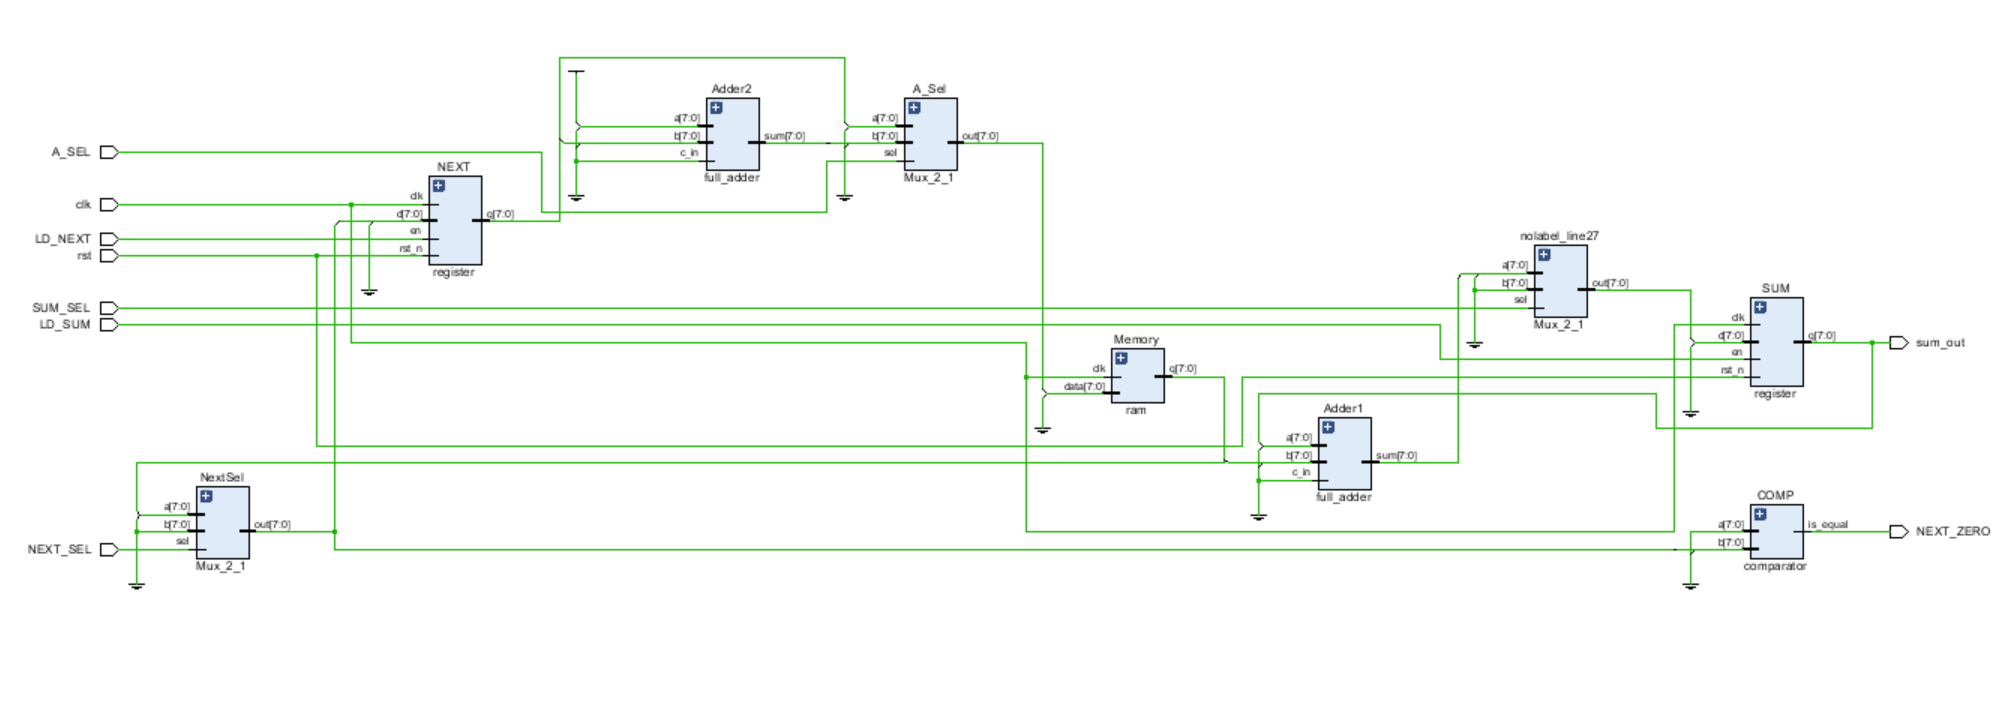 Adder2
a[7:0]
b[7:0]
c_in
sum[7:0]
full_adder
A_Sel
a[7:0]
b[7:0]
sel
out[7:0]
Mux_2_1
A_SEL
clk
LD_NEXT
rst
SUM_SEL
LD_SUM
NEXT_SEL
NEXT
clk
d[7:0]
en
rst_n
q[7:0]
register
nolabel_line27
a[7:0]
b[7:0]
sel
out[7:0]
Mux_2_1
SUM
clk
d[7:0]
en
rst_n
q[7:0]
register
sum_out
Memory
clk
data[7:0]
q[7:0]
ram
Adder1
a[7:0]
b[7:0]
c_in
sum[7:0]
full_adder
NextSel
a[7:0]
b[7:0]
sel
out[7:0]
Mux_2_1
COMP
a[7:0]
b[7:0]
is_equal
comparator
NEXT_ZERO